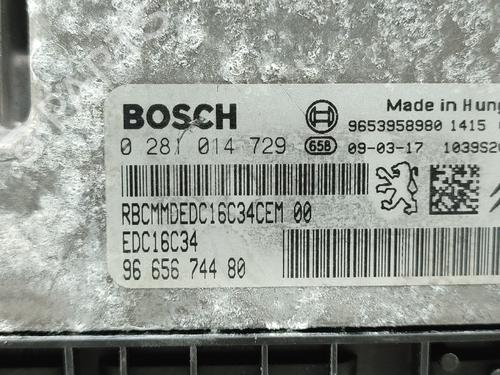 BOSCH
Made in Hung
9653958980 1415
0 281 014 729 658 09-03-17 1039S2
RBCMMDEDC16C34CEM 00
EDC16C34
96 656 744 80